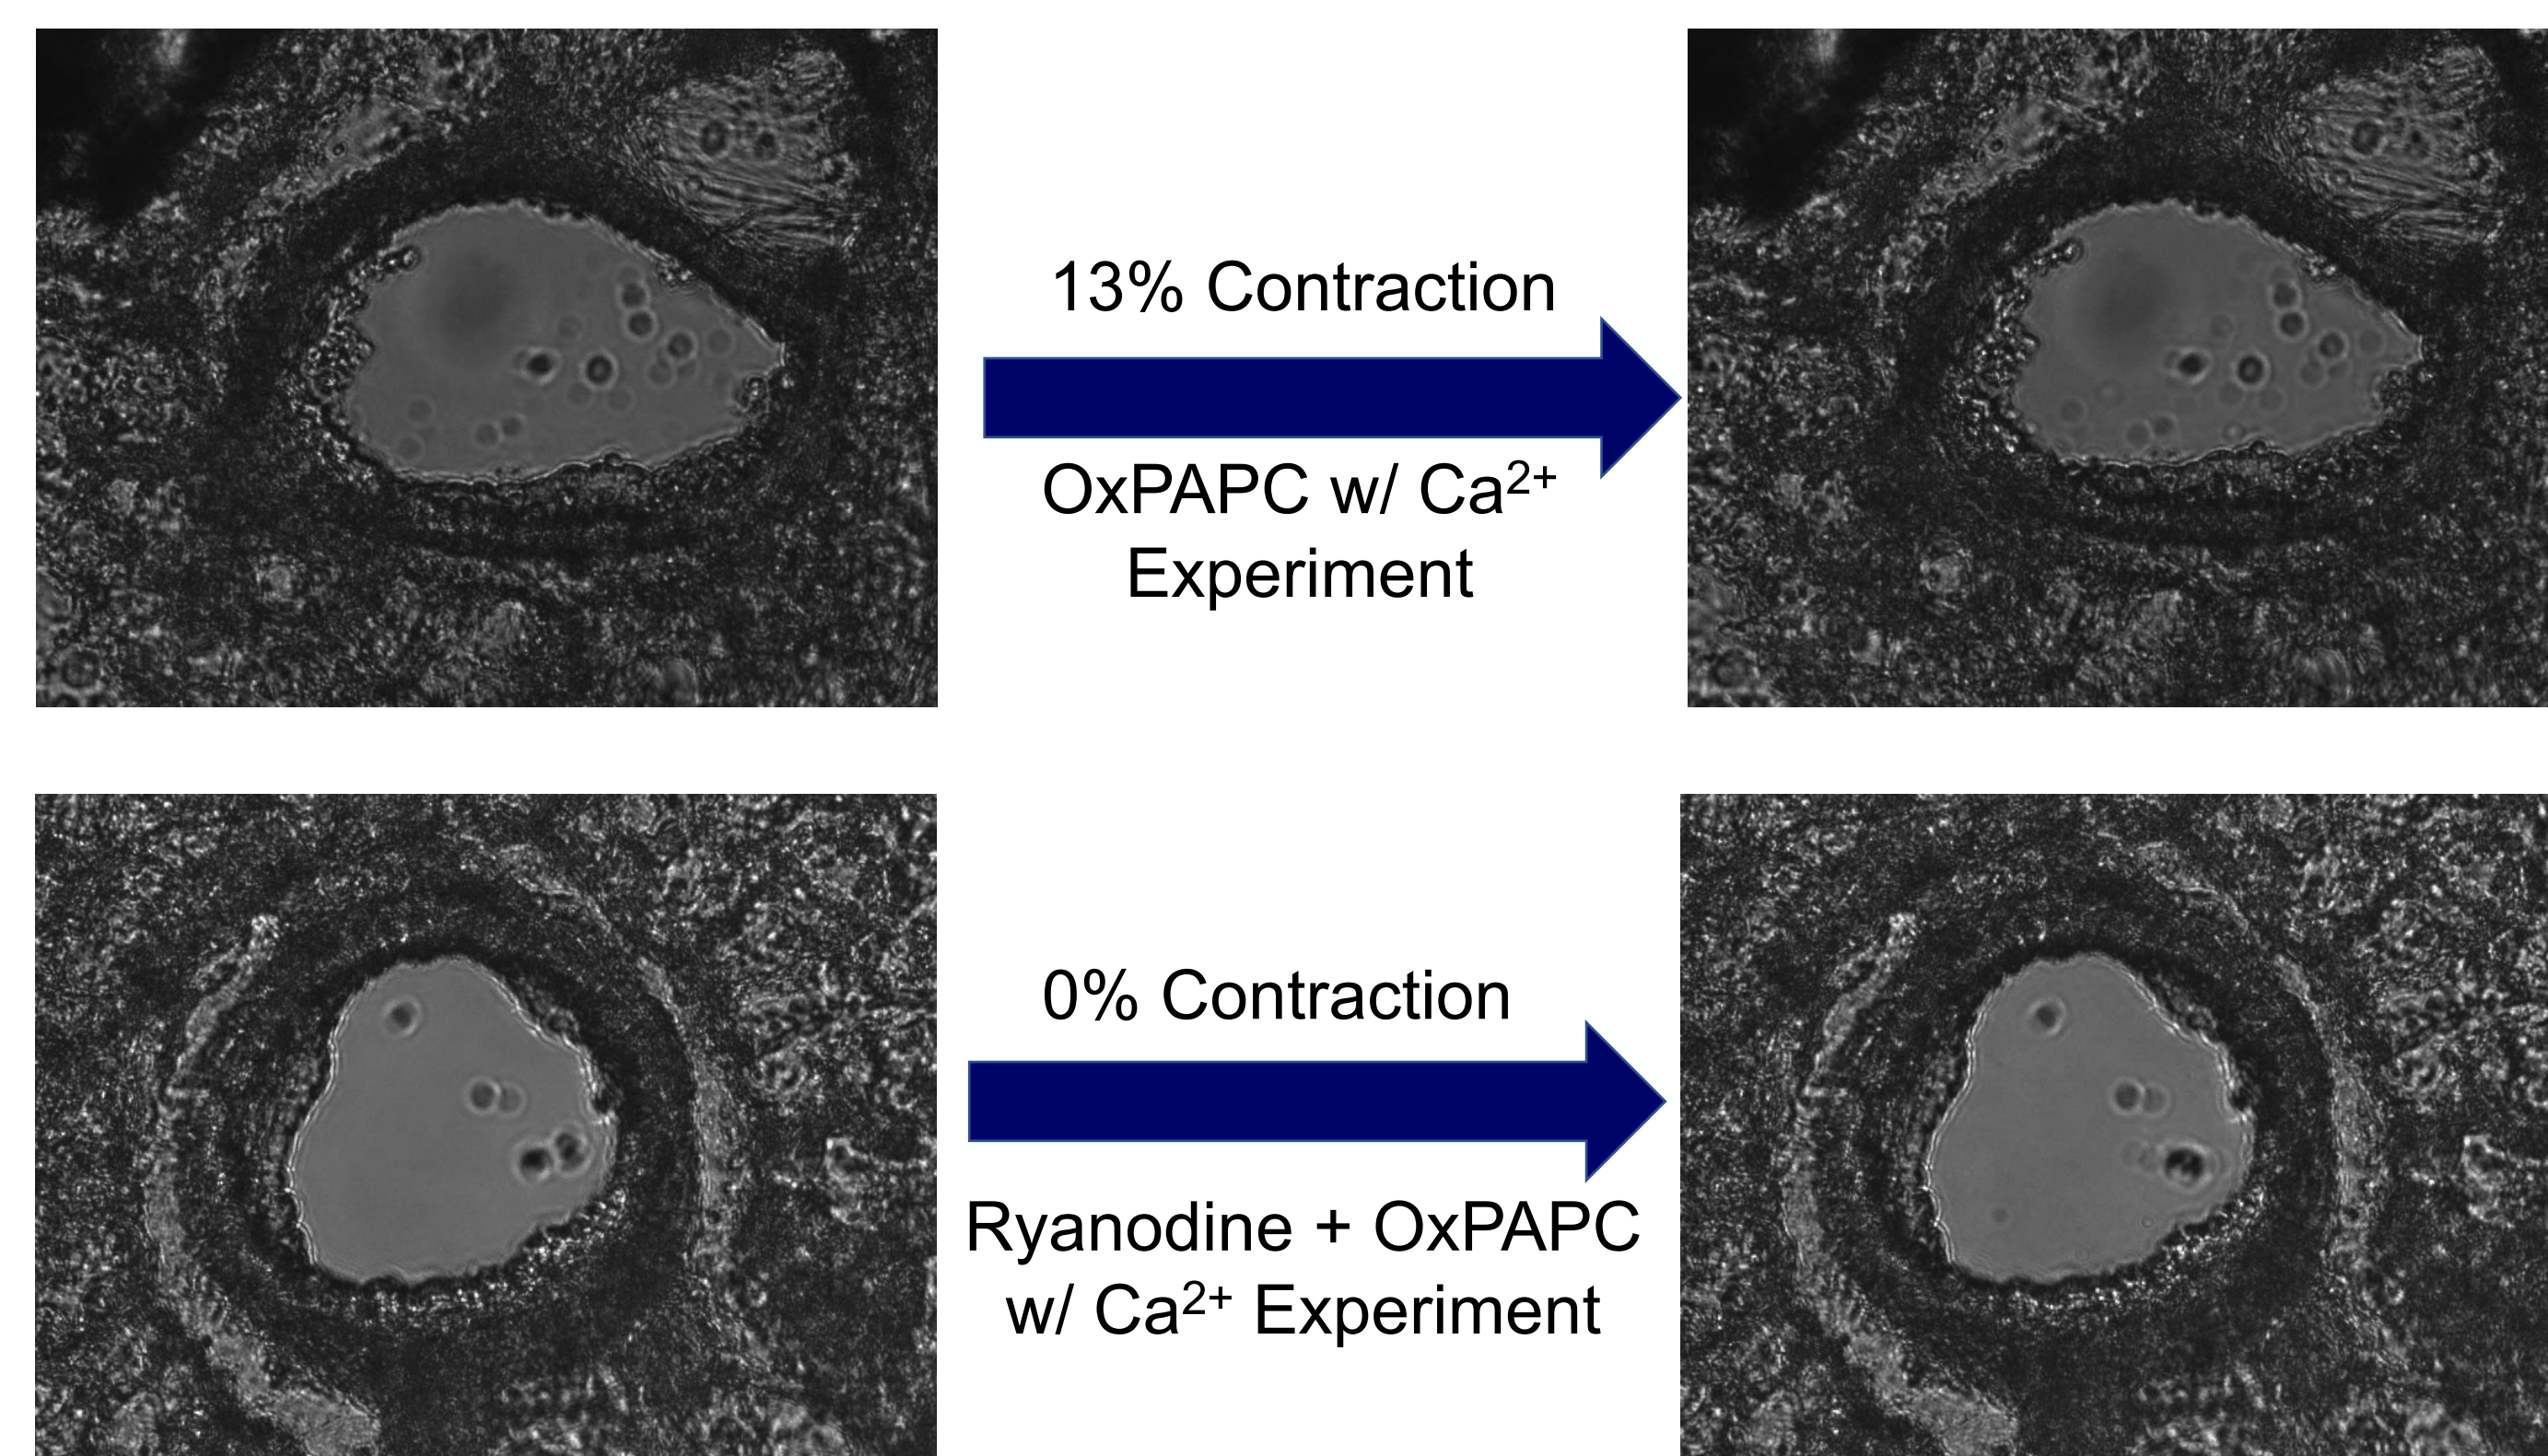 13% Contraction
OxPAPC w/ Ca²⁺
Experiment
0% Contraction
Ryanodine + OxPAPC
w/ Ca²⁺ Experiment